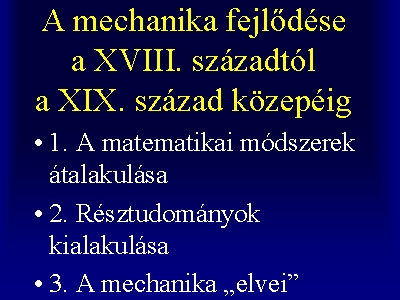 A mechanika fejlődése
a XVIII. századtól
a XIX. század közepéig
• 1. A matematikai módszerek
átalakulása
• 2. Résztudományok
kialakulása
• 3. A mechanika „elvei”